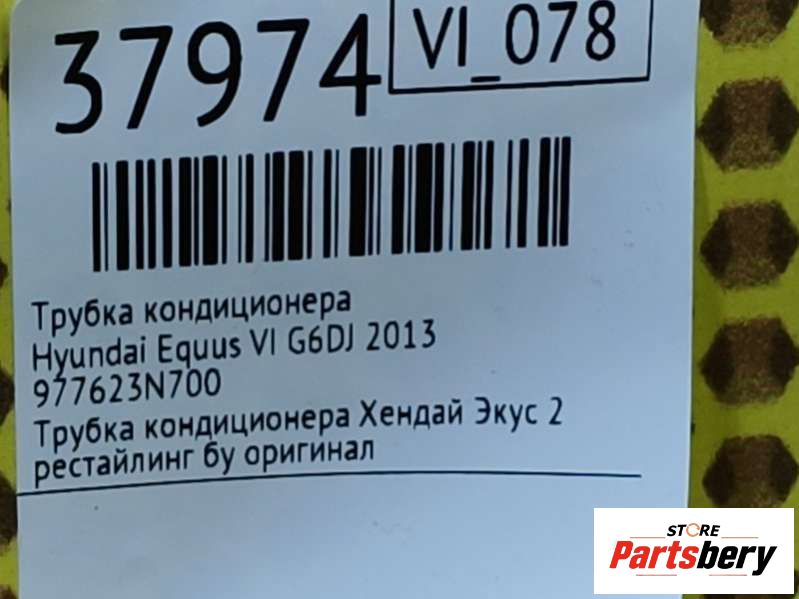 37974
VI_078
Трубка кондиционера
Hyundai Equus VI G6DJ 2013
977623N700
Трубка кондиционера Хендай Экус 2
рестайлинг бу оригинал
STORE
Partsbery